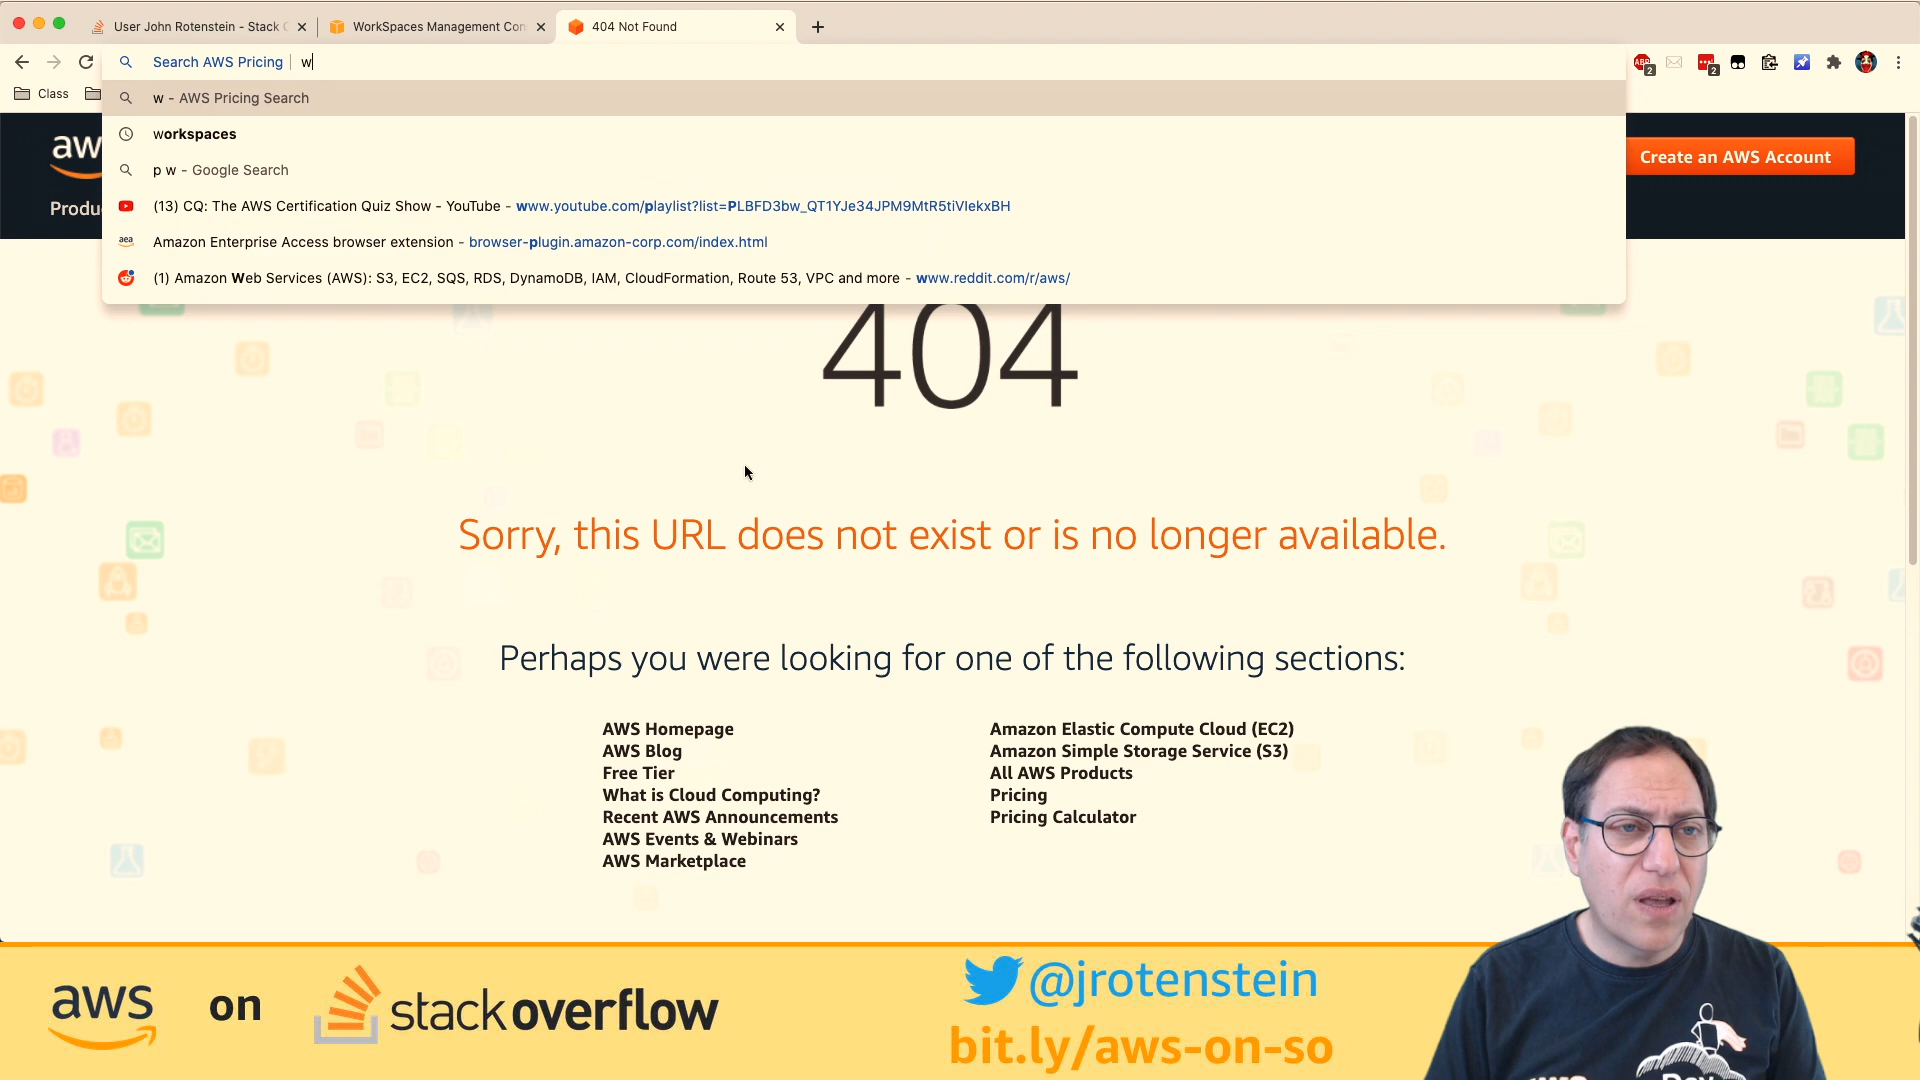 User John Rotenstein - Stack
WorkSpaces Management Con
404 Not Found
Search AWS Pricing w
2
2
Class
w - AWS Pricing Search
workspaces
p w - Google Search
(13) CQ: The AWS Certification Quiz Show - YouTube - www.youtube.com/playlist?list=PLBFD3bw_QT1YJe34JPM9MtR5tiVIekxBH
aea Amazon Enterprise Access browser extension - browser-plugin.amazon-corp.com/index.html
(1) Amazon Web Services (AWS): S3, EC2, SQS, RDS, DynamoDB, IAM, CloudFormation, Route 53, VPC and more - www.reddit.com/r/aws/
aws
Create an AWS Account
Produ
404
Sorry, this URL does not exist or is no longer available.
Perhaps you were looking for one of the following sections:
AWS Homepage
AWS Blog
Free Tier
What is Cloud Computing?
Recent AWS Announcements
AWS Events & Webinars
AWS Marketplace
Amazon Elastic Compute Cloud (EC2)
Amazon Simple Storage Service (S3)
All AWS Products
Pricing
Pricing Calculator
aws on stackoverflow
@jrotenstein
bit.ly/aws-on-so